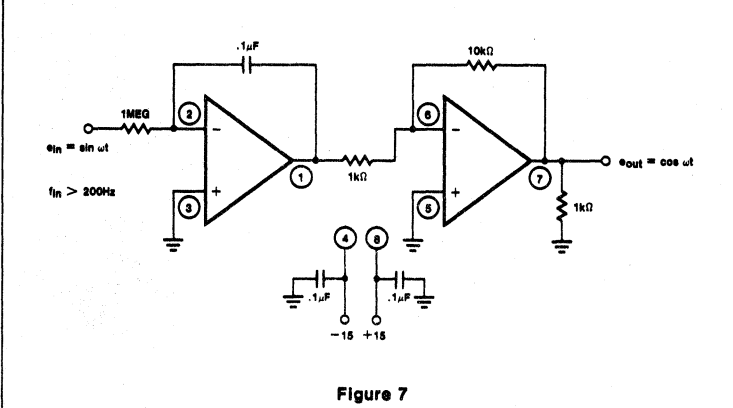 .1µF
10kΩ
1MEG
2
6
−
−
ein = sin ωt
1
1kΩ
7
eout = cos ωt
fin > 200Hz
3
+
5
+
1kΩ
4
8
.1µF
.1µF
−15
+15
Figure 7